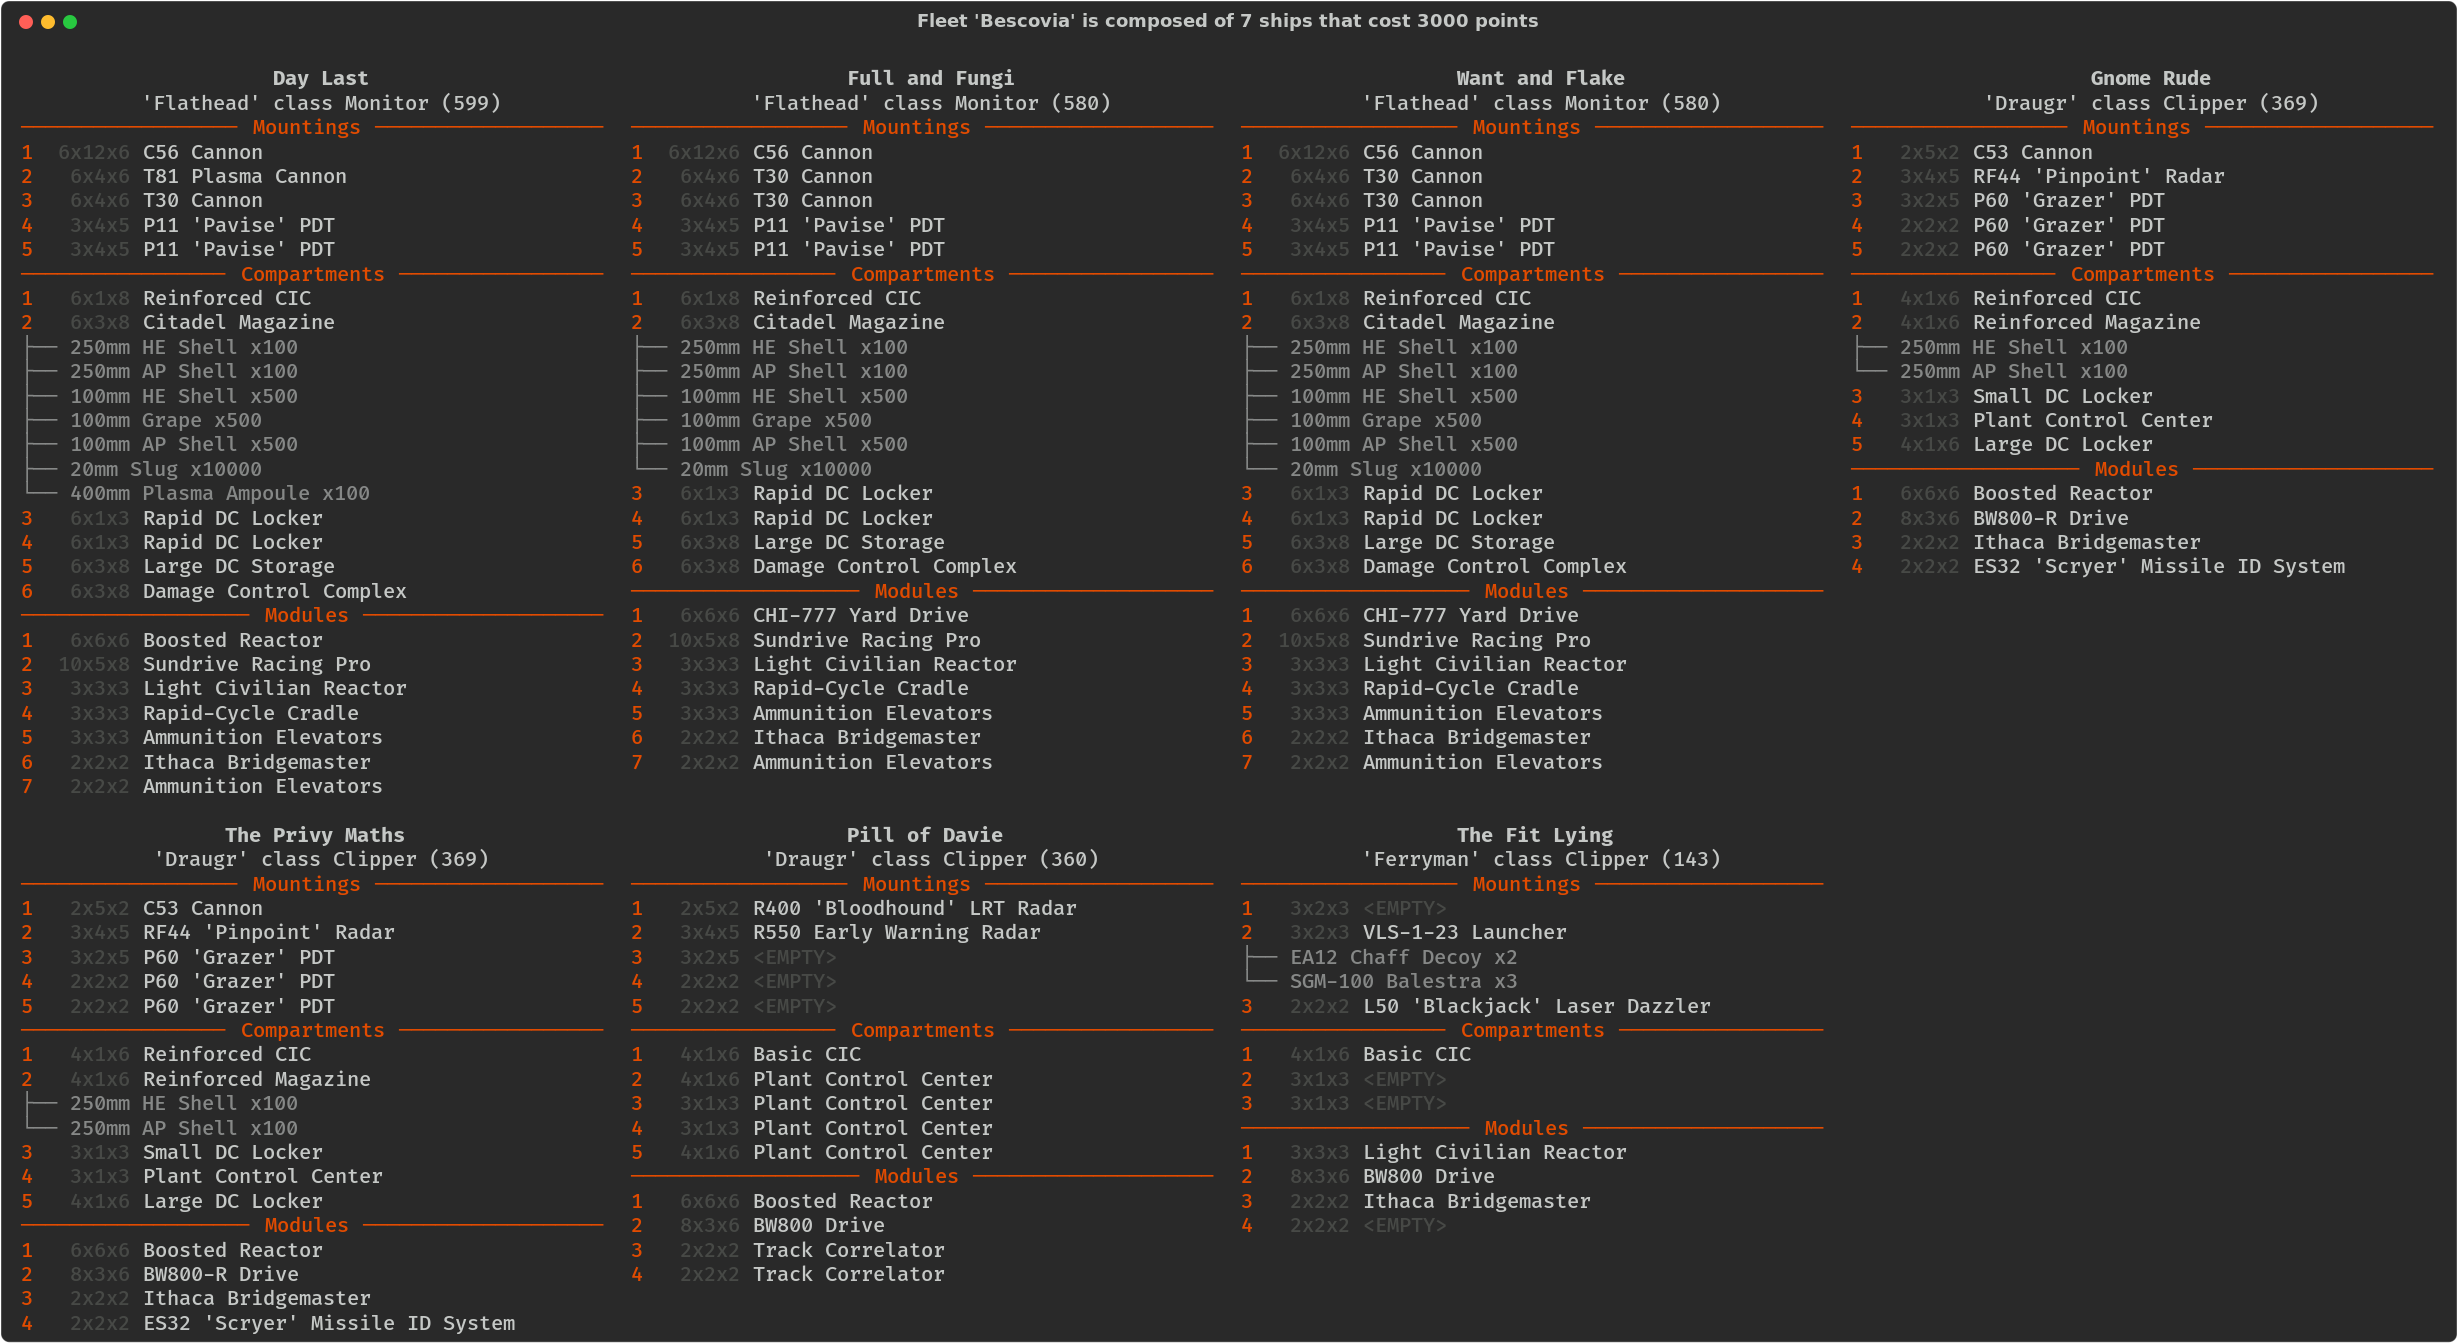 Fleet 'Bescovia' is composed of 7 ships that cost 3000 points
Day Last
'Flathead' class Monitor (599)
Mountings
1 6x12x6 C56 Cannon
2 6x4x6 T81 Plasma Cannon
3 6x4x6 T30 Cannon
4 3x4x5 P11 'Pavise' PDT
5 3x4x5 P11 'Pavise' PDT
Compartments
1 6x1x8 Reinforced CIC
2 6x3x8 Citadel Magazine
250mm HE Shell x100
250mm AP Shell x100
100mm HE Shell x500
100mm Grape x500
100mm AP Shell x500
20mm Slug x10000
400mm Plasma Ampoule x100
3 6x1x3 Rapid DC Locker
4 6x1x3 Rapid DC Locker
5 6x3x8 Large DC Storage
6 6x3x8 Damage Control Complex
Modules
1 6x6x6 Boosted Reactor
2 10x5x8 Sundrive Racing Pro
3 3x3x3 Light Civilian Reactor
4 3x3x3 Rapid-Cycle Cradle
5 3x3x3 Ammunition Elevators
6 2x2x2 Ithaca Bridgemaster
7 2x2x2 Ammunition Elevators
Full and Fungi
'Flathead' class Monitor (580)
Mountings
1 6x12x6 C56 Cannon
2 6x4x6 T30 Cannon
3 6x4x6 T30 Cannon
4 3x4x5 P11 'Pavise' PDT
5 3x4x5 P11 'Pavise' PDT
Compartments
1 6x1x8 Reinforced CIC
2 6x3x8 Citadel Magazine
250mm HE Shell x100
250mm AP Shell x100
100mm HE Shell x500
100mm Grape x500
100mm AP Shell x500
20mm Slug x10000
3 6x1x3 Rapid DC Locker
4 6x1x3 Rapid DC Locker
5 6x3x8 Large DC Storage
6 6x3x8 Damage Control Complex
Modules
1 6x6x6 CHI-777 Yard Drive
2 10x5x8 Sundrive Racing Pro
3 3x3x3 Light Civilian Reactor
4 3x3x3 Rapid-Cycle Cradle
5 3x3x3 Ammunition Elevators
6 2x2x2 Ithaca Bridgemaster
7 2x2x2 Ammunition Elevators
Want and Flake
'Flathead' class Monitor (580)
Mountings
1 6x12x6 C56 Cannon
2 6x4x6 T30 Cannon
3 6x4x6 T30 Cannon
4 3x4x5 P11 'Pavise' PDT
5 3x4x5 P11 'Pavise' PDT
Compartments
1 6x1x8 Reinforced CIC
2 6x3x8 Citadel Magazine
250mm HE Shell x100
250mm AP Shell x100
100mm HE Shell x500
100mm Grape x500
100mm AP Shell x500
20mm Slug x10000
3 6x1x3 Rapid DC Locker
4 6x1x3 Rapid DC Locker
5 6x3x8 Large DC Storage
6 6x3x8 Damage Control Complex
Modules
1 6x6x6 CHI-777 Yard Drive
2 10x5x8 Sundrive Racing Pro
3 3x3x3 Light Civilian Reactor
4 3x3x3 Rapid-Cycle Cradle
5 3x3x3 Ammunition Elevators
6 2x2x2 Ithaca Bridgemaster
7 2x2x2 Ammunition Elevators
Gnome Rude
'Draugr' class Clipper (369)
Mountings
1 2x5x2 C53 Cannon
2 3x4x5 RF44 'Pinpoint' Radar
3 3x2x5 P60 'Grazer' PDT
4 2x2x2 P60 'Grazer' PDT
5 2x2x2 P60 'Grazer' PDT
Compartments
1 4x1x6 Reinforced CIC
2 4x1x6 Reinforced Magazine
250mm HE Shell x100
250mm AP Shell x100
3 3x1x3 Small DC Locker
4 3x1x3 Plant Control Center
5 4x1x6 Large DC Locker
Modules
1 6x6x6 Boosted Reactor
2 8x3x6 BW800-R Drive
3 2x2x2 Ithaca Bridgemaster
4 2x2x2 ES32 'Scryer' Missile ID System
The Privy Maths
'Draugr' class Clipper (369)
Mountings
1 2x5x2 C53 Cannon
2 3x4x5 RF44 'Pinpoint' Radar
3 3x2x5 P60 'Grazer' PDT
4 2x2x2 P60 'Grazer' PDT
5 2x2x2 P60 'Grazer' PDT
Compartments
1 4x1x6 Reinforced CIC
2 4x1x6 Reinforced Magazine
250mm HE Shell x100
250mm AP Shell x100
3 3x1x3 Small DC Locker
4 3x1x3 Plant Control Center
5 4x1x6 Large DC Locker
Modules
1 6x6x6 Boosted Reactor
2 8x3x6 BW800-R Drive
3 2x2x2 Ithaca Bridgemaster
4 2x2x2 ES32 'Scryer' Missile ID System
Pill of Davie
'Draugr' class Clipper (360)
Mountings
1 2x5x2 R400 'Bloodhound' LRT Radar
2 3x4x5 R550 Early Warning Radar
3 3x2x5 <EMPTY>
4 2x2x2 <EMPTY>
5 2x2x2 <EMPTY>
Compartments
1 4x1x6 Basic CIC
2 4x1x6 Plant Control Center
3 3x1x3 Plant Control Center
4 3x1x3 Plant Control Center
5 4x1x6 Plant Control Center
Modules
1 6x6x6 Boosted Reactor
2 8x3x6 BW800 Drive
3 2x2x2 Track Correlator
4 2x2x2 Track Correlator
The Fit Lying
'Ferryman' class Clipper (143)
Mountings
1 3x2x3 <EMPTY>
2 3x2x3 VLS-1-23 Launcher
EA12 Chaff Decoy x2
SGM-100 Balestra x3
3 2x2x2 L50 'Blackjack' Laser Dazzler
Compartments
1 4x1x6 Basic CIC
2 3x1x3 <EMPTY>
3 3x1x3 <EMPTY>
Modules
1 3x3x3 Light Civilian Reactor
2 8x3x6 BW800 Drive
3 2x2x2 Ithaca Bridgemaster
4 2x2x2 <EMPTY>